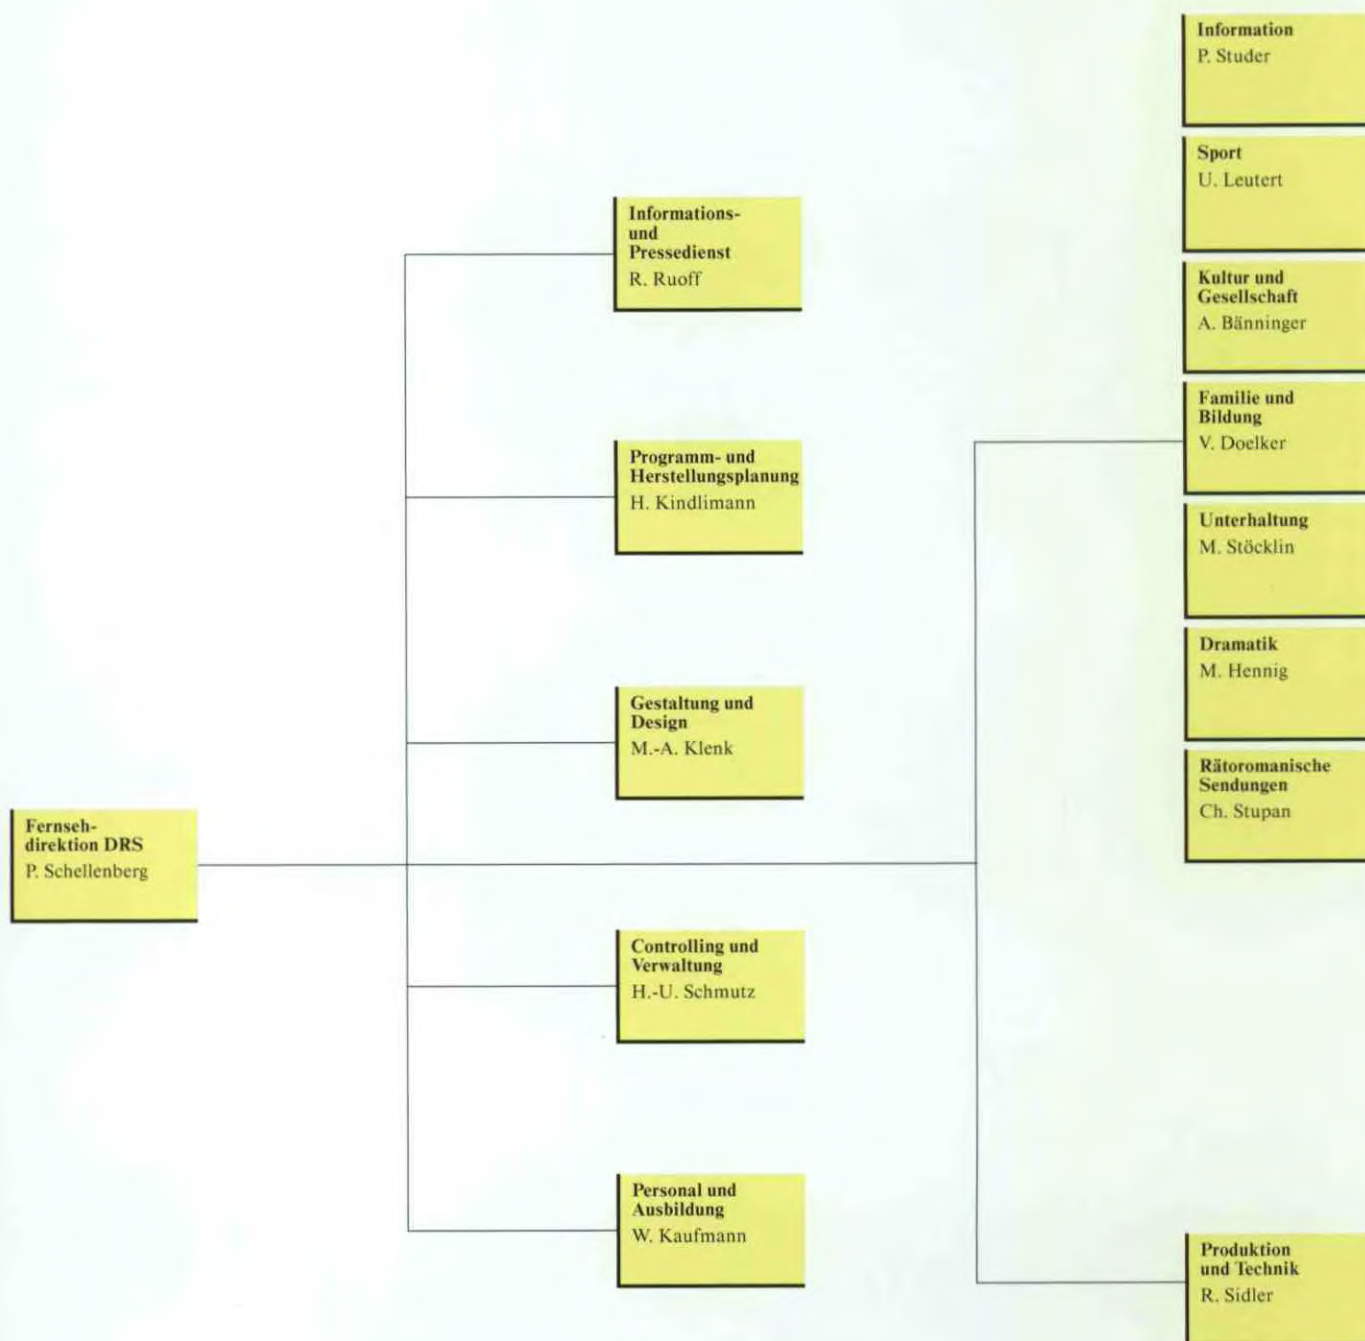 Information
P. Studer
Sport
U. Leutert
Kultur und
Gesellschaft
A. Bänninger
Familie und
Bildung
V. Doelker
Unterhaltung
M. Stöcklin
Dramatik
M. Hennig
Rätoromanische
Sendungen
Ch. Stupan
Informations-
und
Pressedienst
R. Ruoff
Programm- und
Herstellungsplanung
H. Kindlimann
Gestaltung und
Design
M.-A. Klenk
Fernseh-
direktion DRS
P. Schellenberg
Controlling und
Verwaltung
H.-U. Schmutz
Personal und
Ausbildung
W. Kaufmann
Produktion
und Technik
R. Sidler